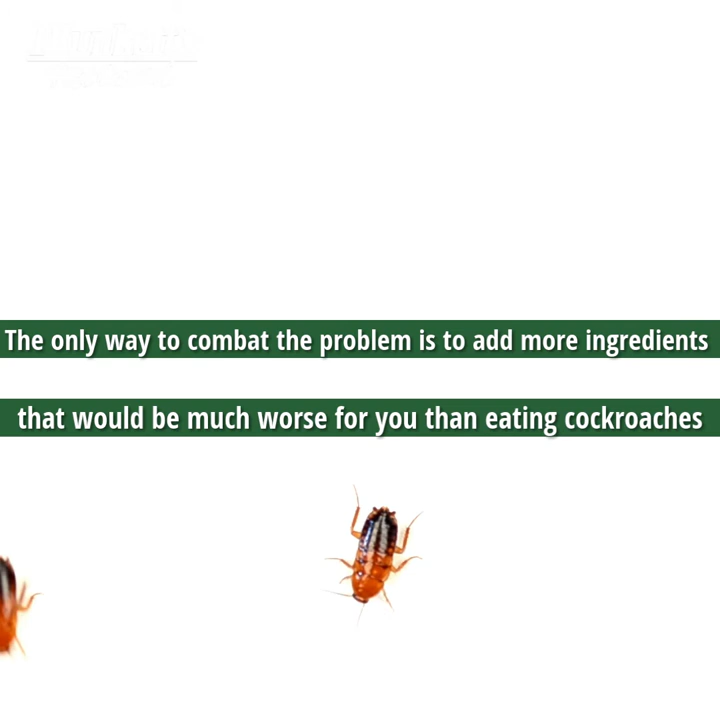 The only way to combat the problem is to add more ingredients
that would be much worse for you than eating cockroaches